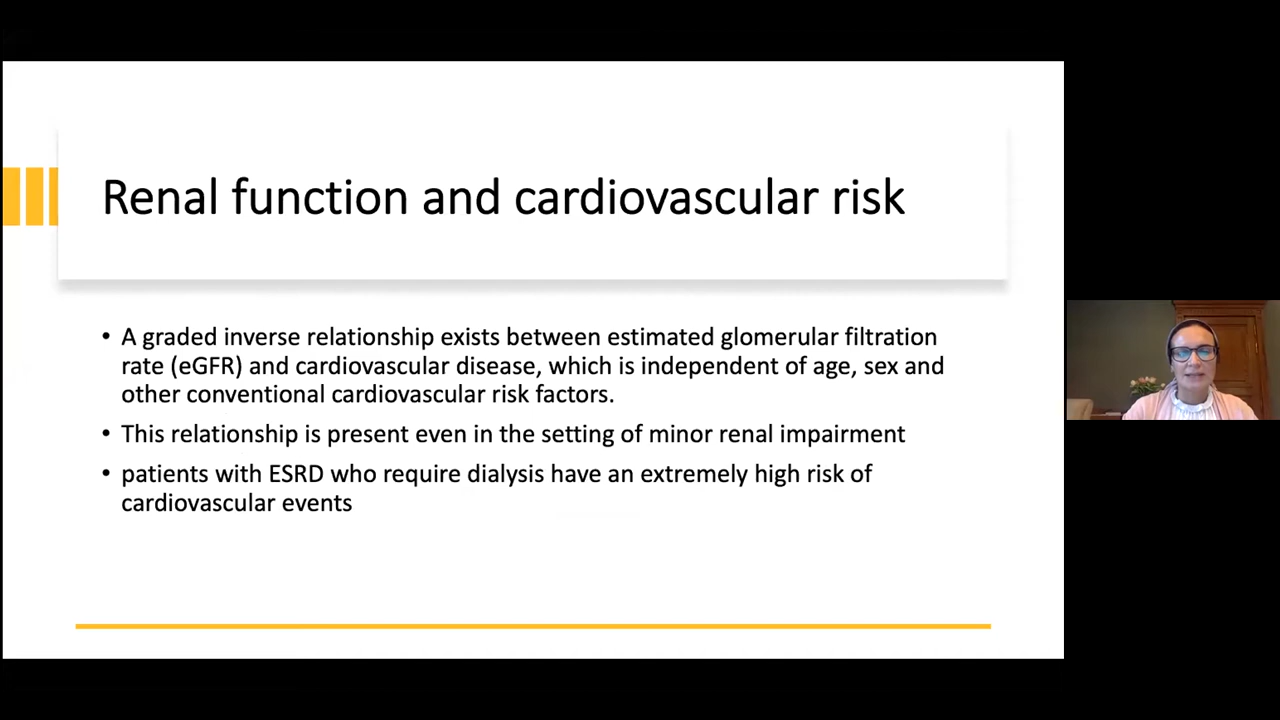 Renal function and cardiovascular risk
• A graded inverse relationship exists between estimated glomerular filtration
rate (eGFR) and cardiovascular disease, which is independent of age, sex and
other conventional cardiovascular risk factors.
• This relationship is present even in the setting of minor renal impairment
• patients with ESRD who require dialysis have an extremely high risk of
cardiovascular events